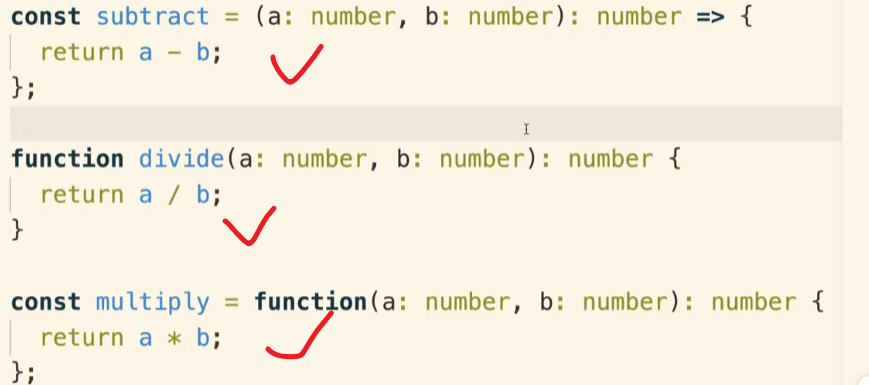 const subtract = (a: number, b: number): number => {
  return a - b;
};
function divide(a: number, b: number): number {
  return a / b;
}
const multiply = function(a: number, b: number): number {
  return a * b;
};